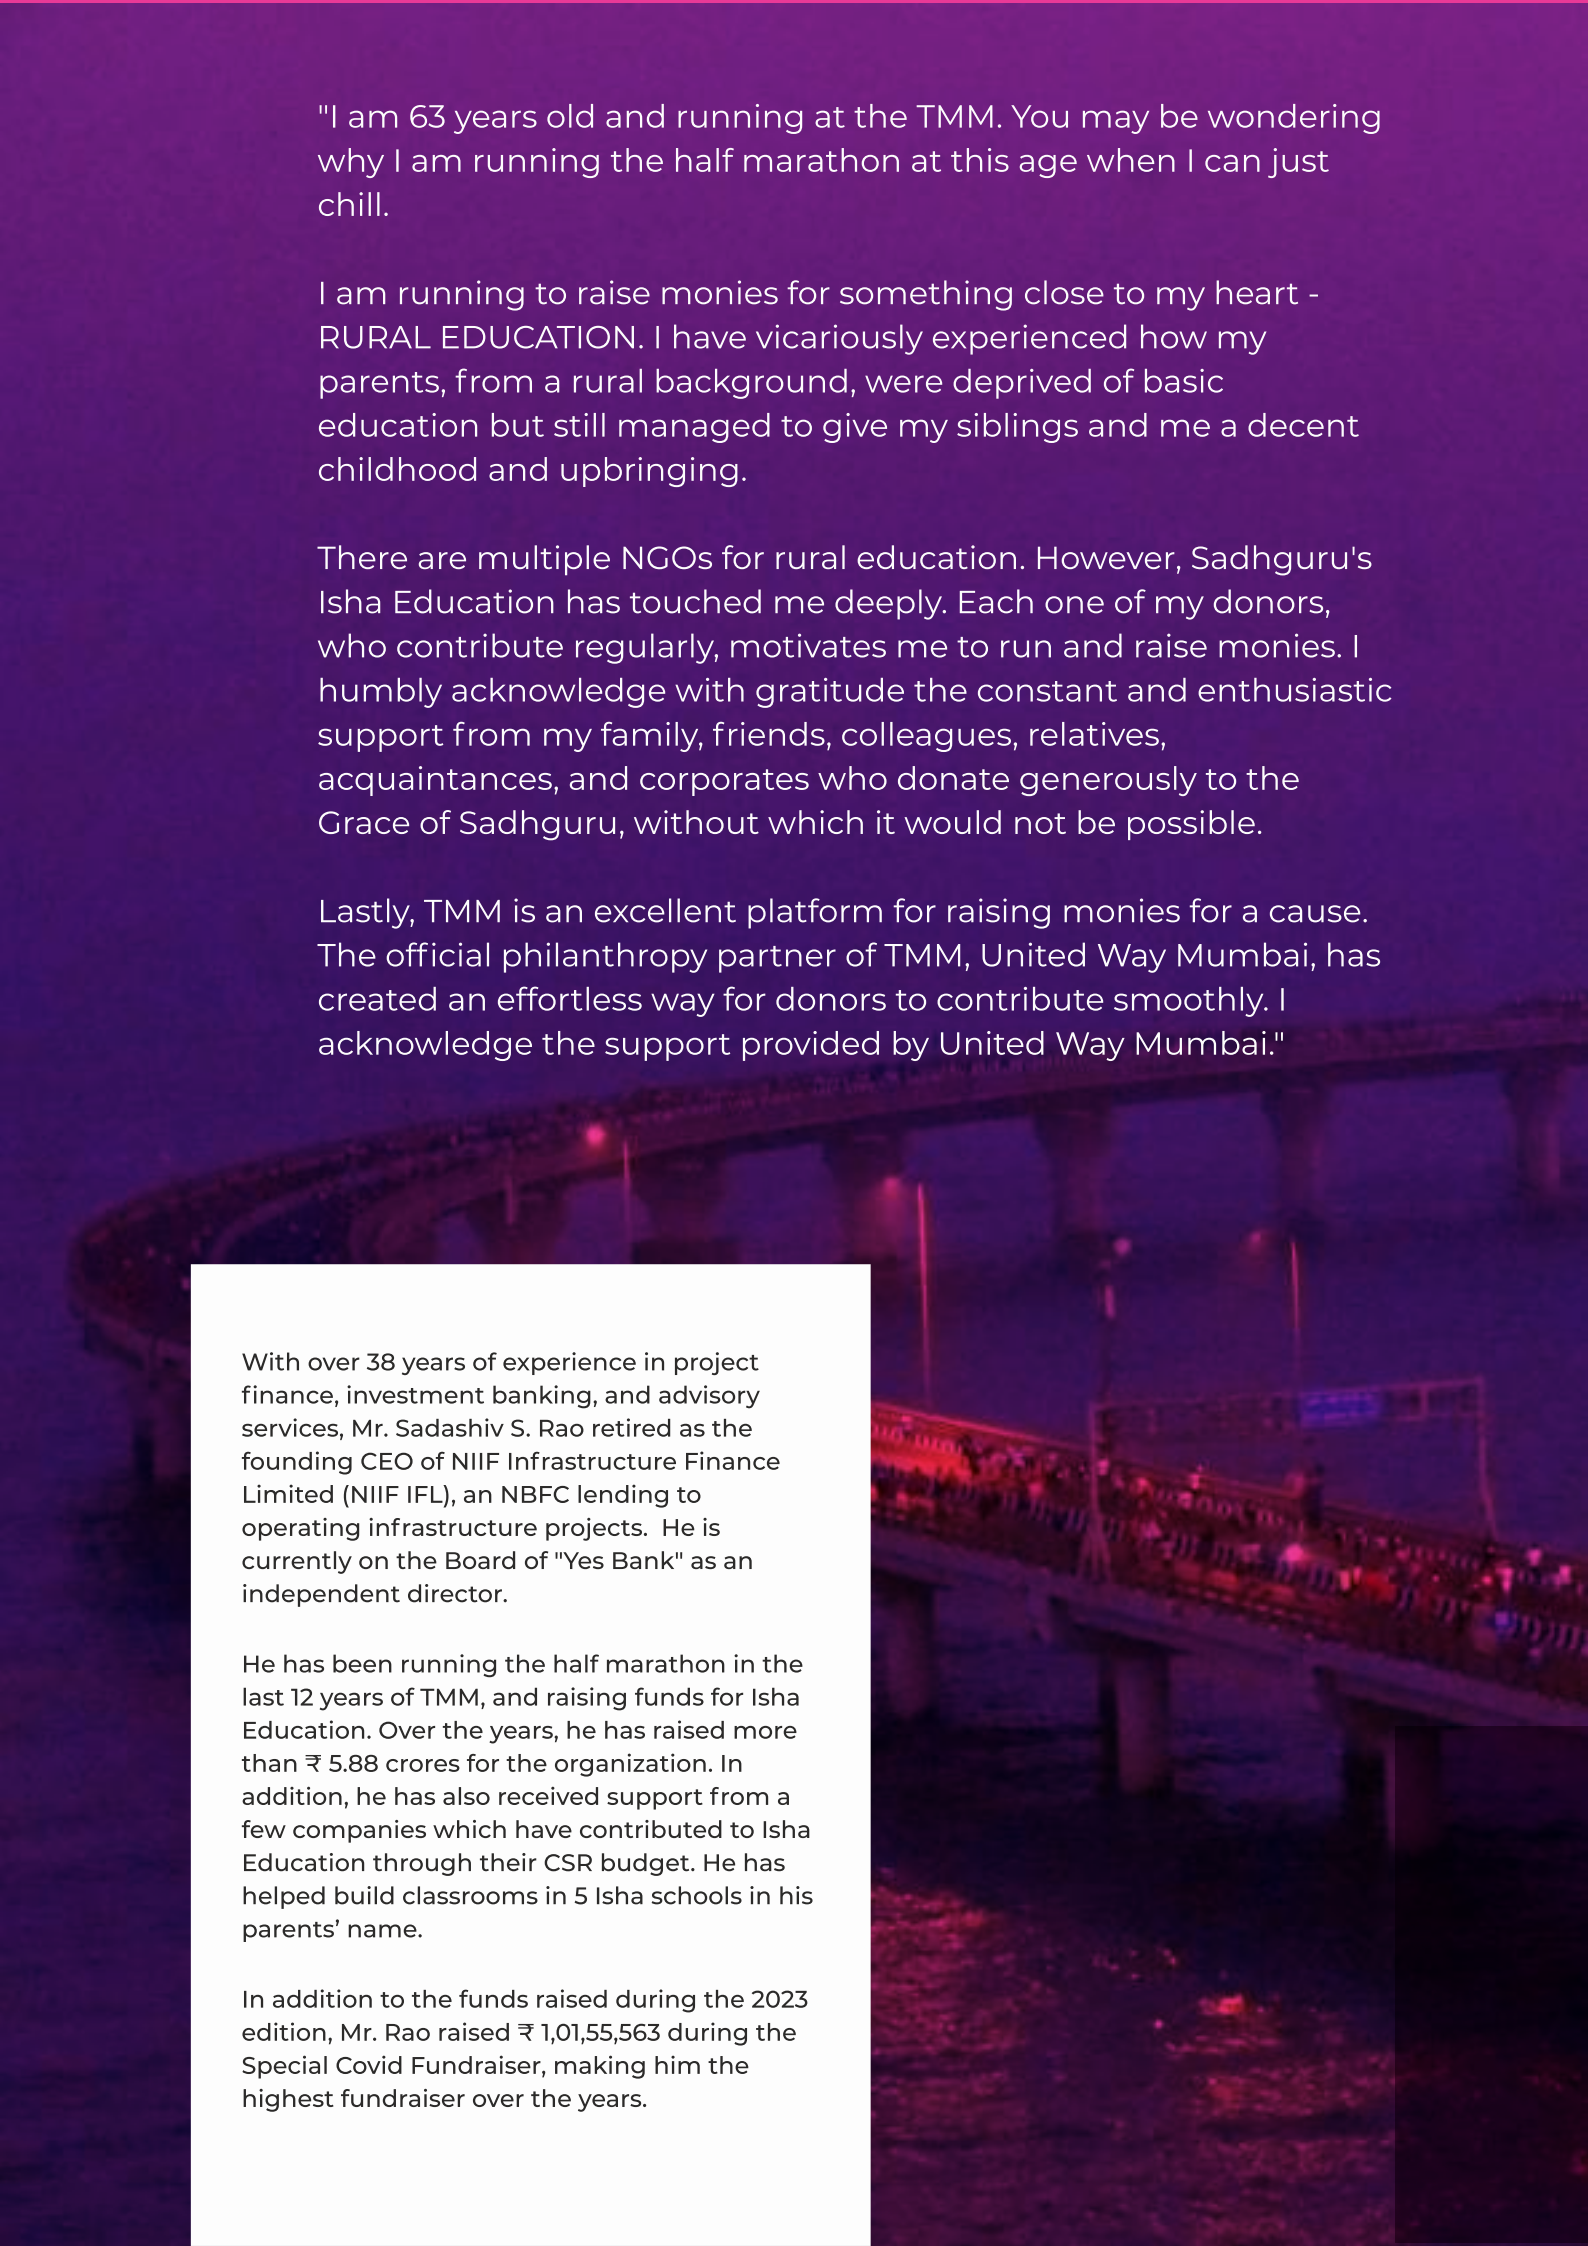 "I am 63 years old and running at the TMM. You may be wondering
why I am running the half marathon at this age when I can just
chill.
I am running to raise monies for something close to my heart -
RURAL EDUCATION. I have vicariously experienced how my
parents, from a rural background, were deprived of basic
education but still managed to give my siblings and me a decent
childhood and upbringing.
There are multiple NGOs for rural education. However, Sadhguru's
Isha Education has touched me deeply. Each one of my donors,
who contribute regularly, motivates me to run and raise monies. I
humbly acknowledge with gratitude the constant and enthusiastic
support from my family, friends, colleagues, relatives,
acquaintances, and corporates who donate generously to the
Grace of Sadhguru, without which it would not be possible.
Lastly, TMM is an excellent platform for raising monies for a cause.
The official philanthropy partner of TMM, United Way Mumbai, has
created an effortless way for donors to contribute smoothly. I
acknowledge the support provided by United Way Mumbai."
With over 38 years of experience in project
finance, investment banking, and advisory
services, Mr. Sadashiv S. Rao retired as the
founding CEO of NIIF Infrastructure Finance
Limited (NIIF IFL), an NBFC lending to
operating infrastructure projects.  He is
currently on the Board of "Yes Bank" as an
independent director.
He has been running the half marathon in the
last 12 years of TMM, and raising funds for Isha
Education. Over the years, he has raised more
than ₹ 5.88 crores for the organization. In
addition, he has also received support from a
few companies which have contributed to Isha
Education through their CSR budget. He has
helped build classrooms in 5 Isha schools in his
parents’ name.
In addition to the funds raised during the 2023
edition, Mr. Rao raised ₹ 1,01,55,563 during the
Special Covid Fundraiser, making him the
highest fundraiser over the years.